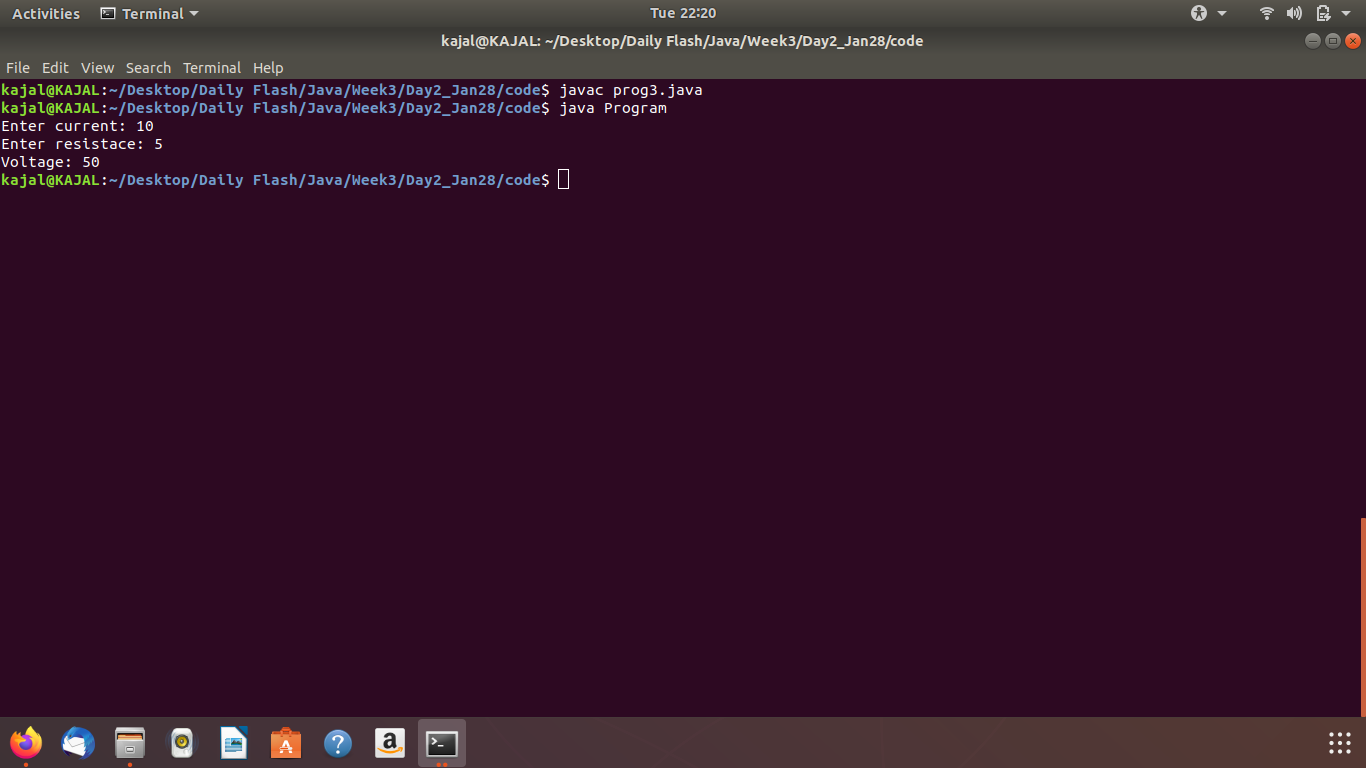 Activities Terminal Tue 22:20
kajal@KAJAL: ~/Desktop/Daily Flash/Java/Week3/Day2_Jan28/code
File Edit View Search Terminal Help
kajal@KAJAL:~/Desktop/Daily Flash/Java/Week3/Day2_Jan28/code$ javac prog3.java
kajal@KAJAL:~/Desktop/Daily Flash/Java/Week3/Day2_Jan28/code$ java Program
Enter current: 10
Enter resistace: 5
Voltage: 50
kajal@KAJAL:~/Desktop/Daily Flash/Java/Week3/Day2_Jan28/code$